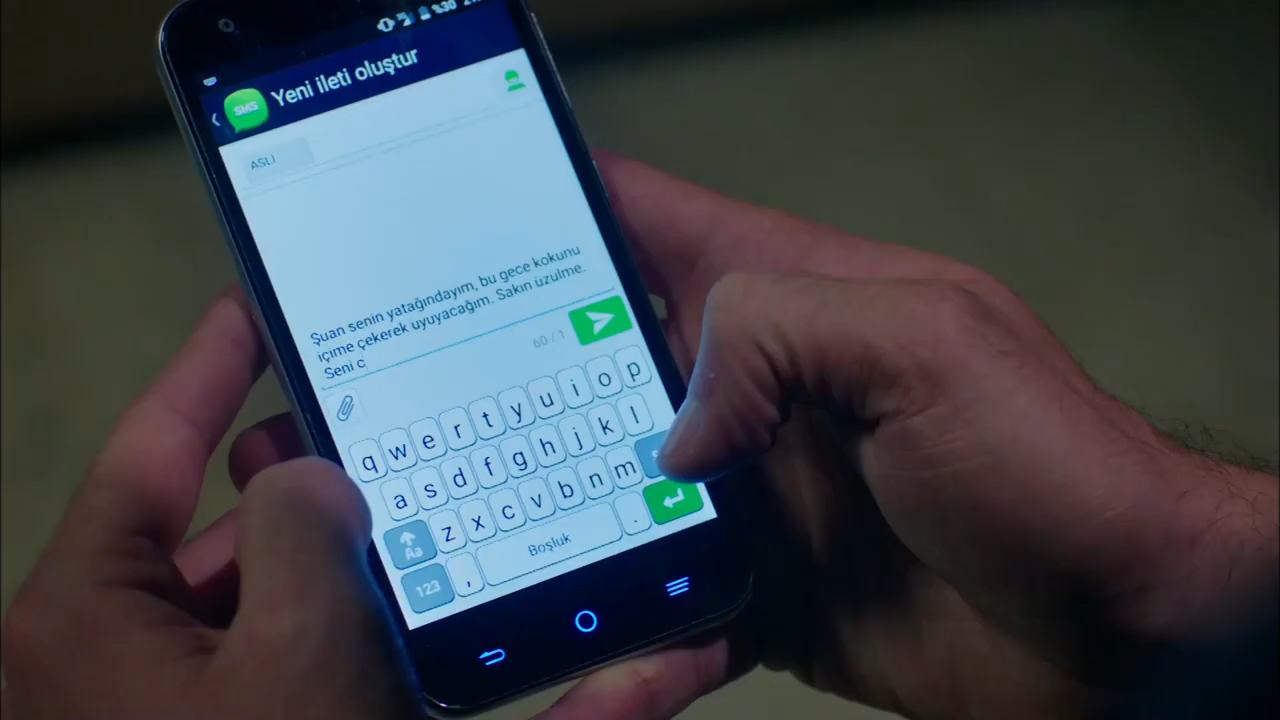 %30
SMS Yeni ileti oluştur
ASLI
Şuan senin yatağındayım, bu gece kokunu
içime çekerek uyuyacağım. Sakın üzülme.
Seni c
60 / 1
q w e r t y u i o p
a s d f g h j k l
Aa z x c v b n m
123 , Boşluk .